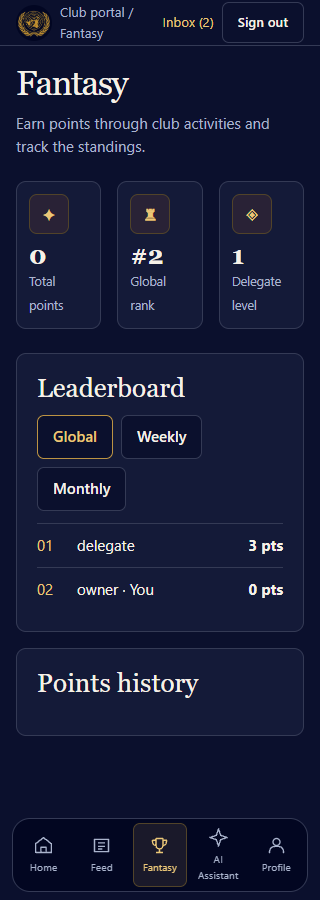 Club portal /
Fantasy
Inbox (2)
Sign out
Fantasy
Earn points through club activities and
track the standings.
0
Total
points
#2
Global
rank
1
Delegate
level
Leaderboard
Global
Weekly
Monthly
01 delegate 3 pts
02 owner · You 0 pts
Points history
Home
Feed
Fantasy
AI
Assistant
Profile